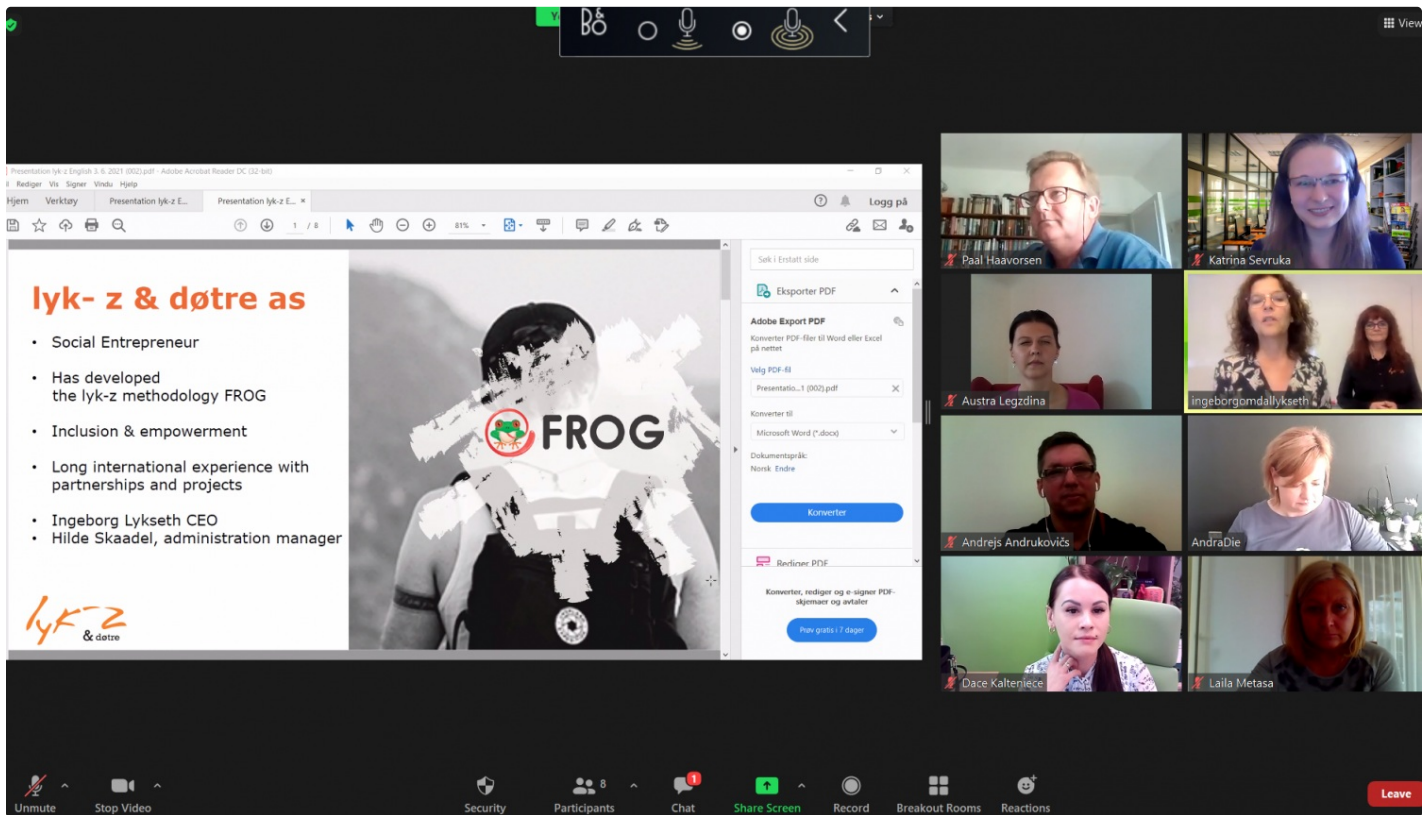 B&O
View
Presentation lyk-z English 3. 6. 2021 (002).pdf - Adobe Acrobat Reader DC (32-bit)
Rediger Vis Signer Vindu Hjelp
Hjem Verktøy Presentation lyk-z E... Presentation lyk-z E... × Logg på
1 / 8 81%
lyk- z & døtre as
• Social Entrepreneur
• Has developed
the lyk-z methodology FROG
• Inclusion & empowerment
• Long international experience with
partnerships and projects
• Ingeborg Lykseth CEO
• Hilde Skaadel, administration manager
lyk-z
& døtre
FROG
Søk i Erstatt side
Eksporter PDF
Adobe Export PDF
Konverter PDF-filer til Word eller Excel
på nettet
Velg PDF-fil
Presentatio...1 (002).pdf
Konverter til
Microsoft Word (*.docx)
Dokumentspråk:
Norsk Endre
Konverter
Rediger PDF
Konverter, rediger og e-signer PDF-
skjemaer og avtaler
Prøv gratis i 7 dager
Paal Haavorsen
Katrina Sevruka
Austra Legzdina
ingeborgomdallykseth
Andrejs Andrukovičs
AndraDie
Dace Kalteniece
Laila Metasa
8
1
Unmute Stop Video Security Participants Chat Share Screen Record Breakout Rooms Reactions Leave